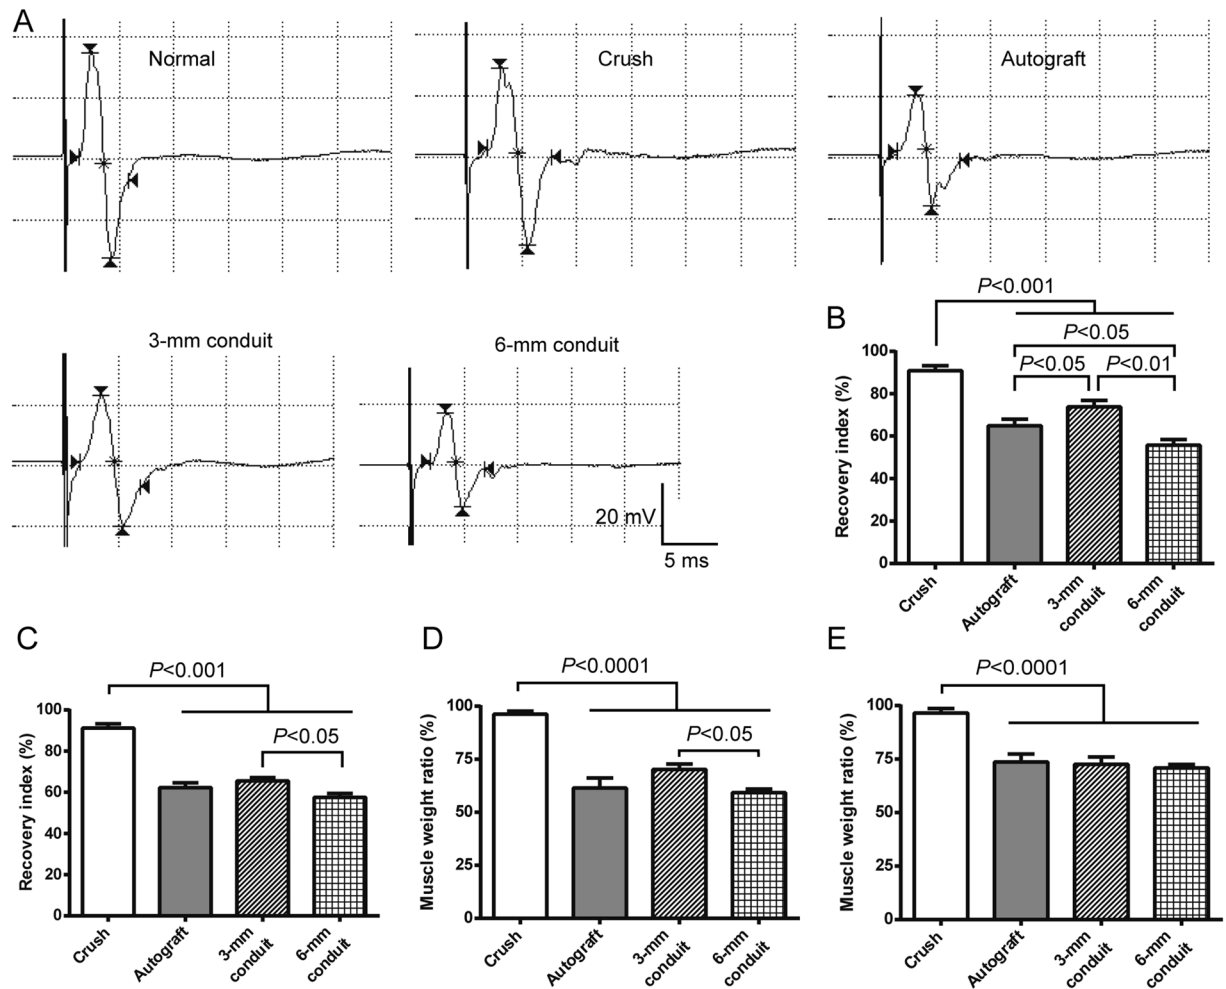 A
Normal
Crush
Autograft
3-mm conduit
6-mm conduit
20 mV
5 ms
B
P<0.001
P<0.05
P<0.05
P<0.01
Recovery index (%)
100
80
60
40
20
0
Crush
Autograft
3-mm
conduit
6-mm
conduit
C
P<0.001
P<0.05
Recovery index (%)
100
80
60
40
20
0
Crush
Autograft
3-mm
conduit
6-mm
conduit
D
P<0.0001
P<0.05
Muscle weight ratio (%)
100
75
50
25
0
Crush
Autograft
3-mm
conduit
6-mm
conduit
E
P<0.0001
Muscle weight ratio (%)
100
75
50
25
0
Crush
Autograft
3-mm
conduit
6-mm
conduit